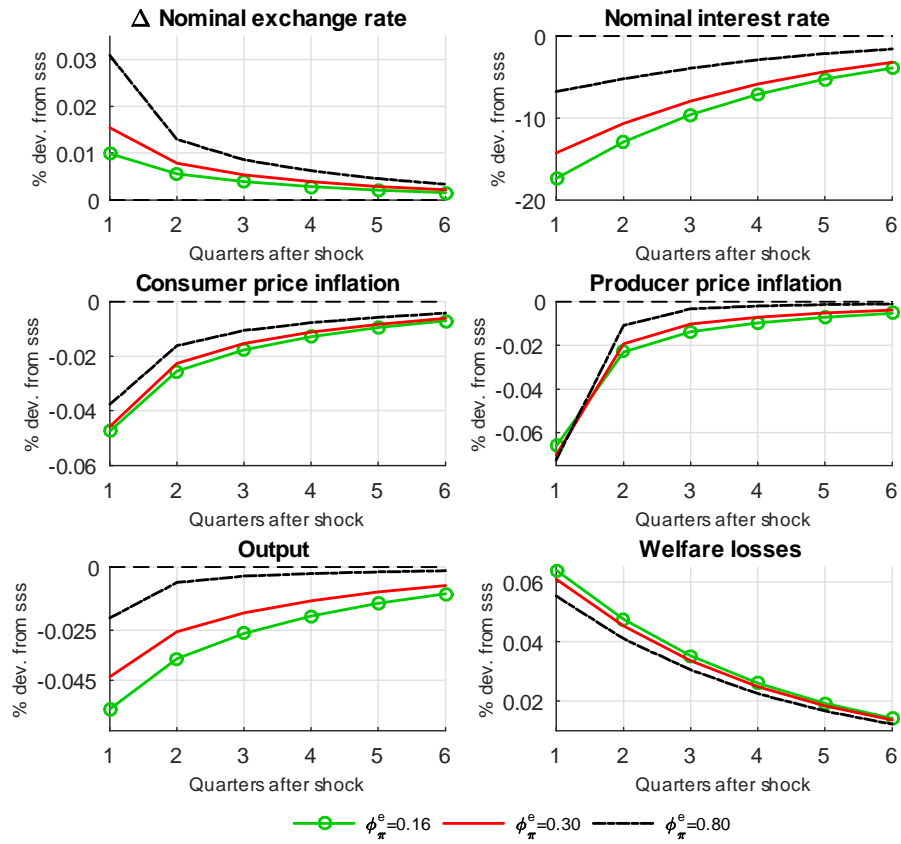 Δ Nominal exchange rate
Nominal interest rate
% dev. from sss
0.03
0.02
0.01
0
1 2 3 4 5 6
Quarters after shock
% dev. from sss
0
-10
-20
1 2 3 4 5 6
Quarters after shock
Consumer price inflation
Producer price inflation
% dev. from sss
0
-0.02
-0.04
-0.06
1 2 3 4 5 6
Quarters after shock
% dev. from sss
0
-0.02
-0.04
-0.06
1 2 3 4 5 6
Quarters after shock
Output
Welfare losses
% dev. from sss
0
-0.025
-0.045
1 2 3 4 5 6
Quarters after shock
% dev. from sss
0.06
0.04
0.02
1 2 3 4 5 6
Quarters after shock
ϕ_π^e=0.16 ϕ_π^e=0.30 ϕ_π^e=0.80